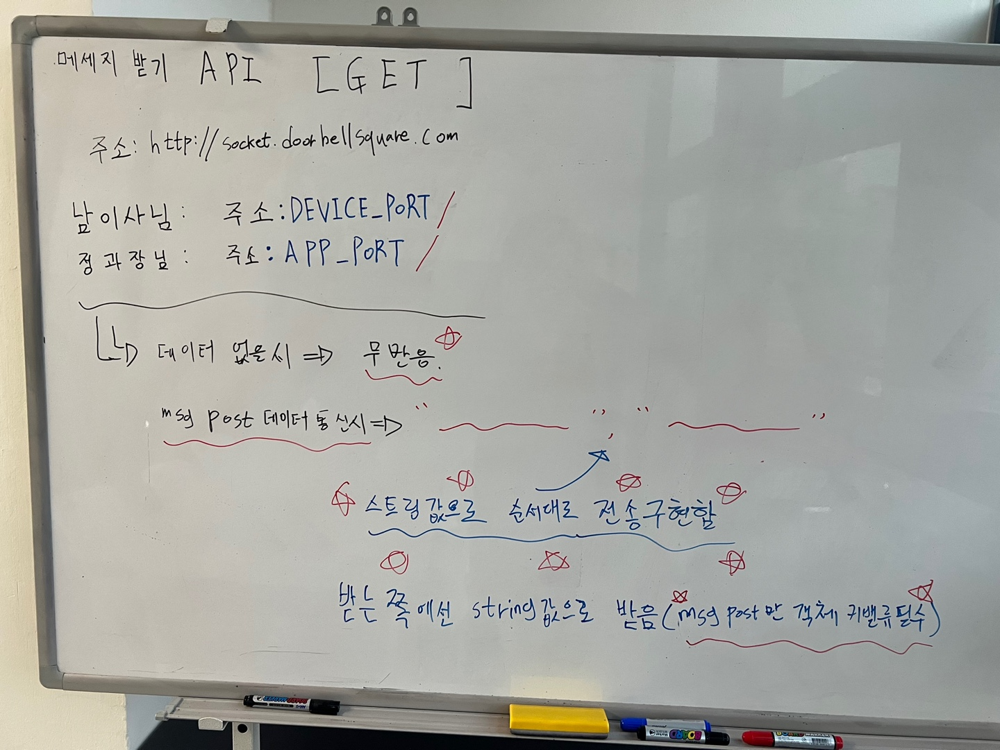 메세지 받기 API [GET ]
주소: http://socket.doorbellsquare.com
남이사님 : 주소:DEVICE_PORT/
정과장님 : 주소: APP_PORT /
데이터 없을시 ⇒ 무반응.
msg post 데이터 통신시 ⇒ " ", " "
스트링 값으로 순서대로 전송구현함
받는 쪽에선 string값으로 받음 (msg post만 객체 키밸류 필수)
BOARD MARKER